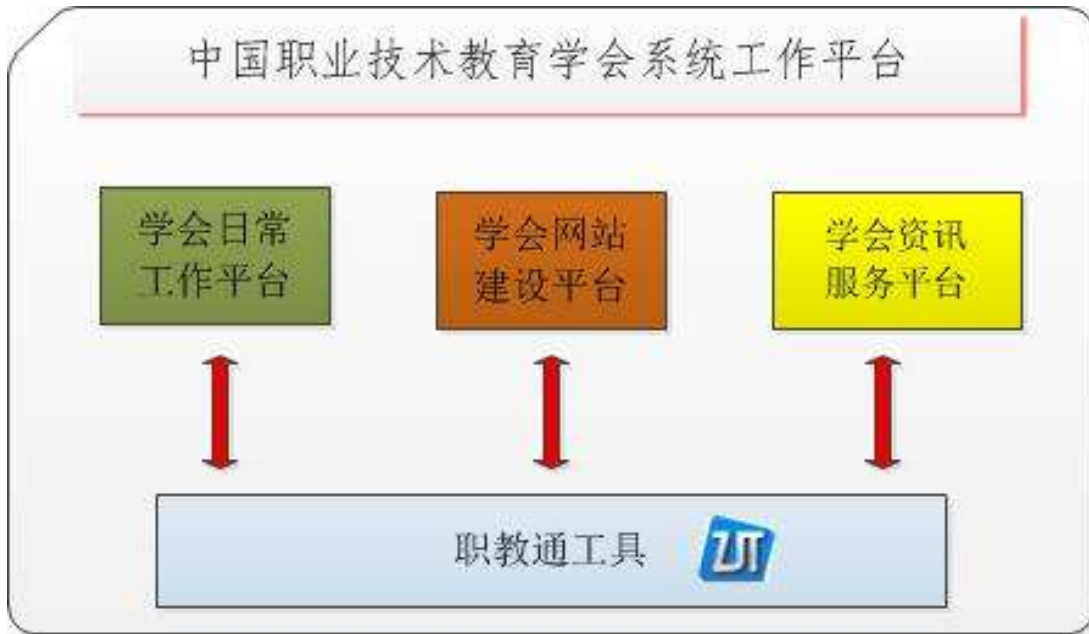 中国职业技术教育学会系统工作平台
学会日常
工作平台
学会网站
建设平台
学会资讯
服务平台
职教通工具
ZJT